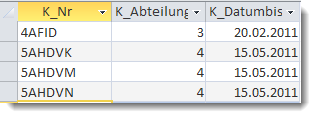 K_Nr K_Abteilung K_Datumbis
4AFID 3 20.02.2011
5AHDVK 4 15.05.2011
5AHDVM 4 15.05.2011
5AHDVN 4 15.05.2011